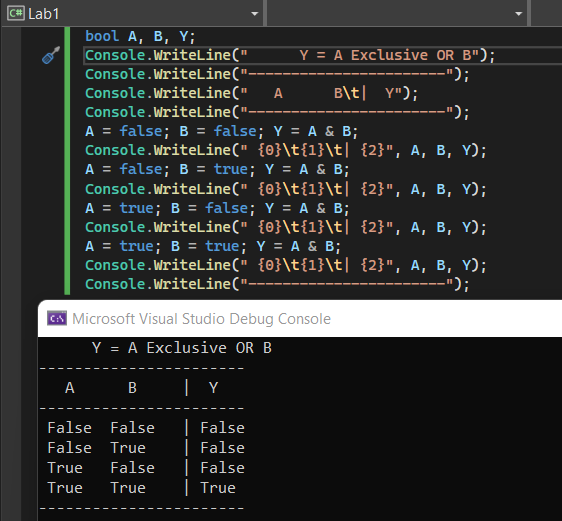 C# Lab1
bool A, B, Y;
Console.WriteLine("      Y = A Exclusive OR B");
Console.WriteLine("----------------------");
Console.WriteLine("   A      B\t|  Y");
Console.WriteLine("----------------------");
A = false; B = false; Y = A & B;
Console.WriteLine(" {0}\t{1}\t| {2}", A, B, Y);
A = false; B = true; Y = A & B;
Console.WriteLine(" {0}\t{1}\t| {2}", A, B, Y);
A = true; B = false; Y = A & B;
Console.WriteLine(" {0}\t{1}\t| {2}", A, B, Y);
A = true; B = true; Y = A & B;
Console.WriteLine(" {0}\t{1}\t| {2}", A, B, Y);
Console.WriteLine("----------------------");
C:\ Microsoft Visual Studio Debug Console
      Y = A Exclusive OR B
-----------------------
   A      B     |  Y
-----------------------
 False  False   | False
 False  True    | False
 True   False   | False
 True   True    | True
-----------------------